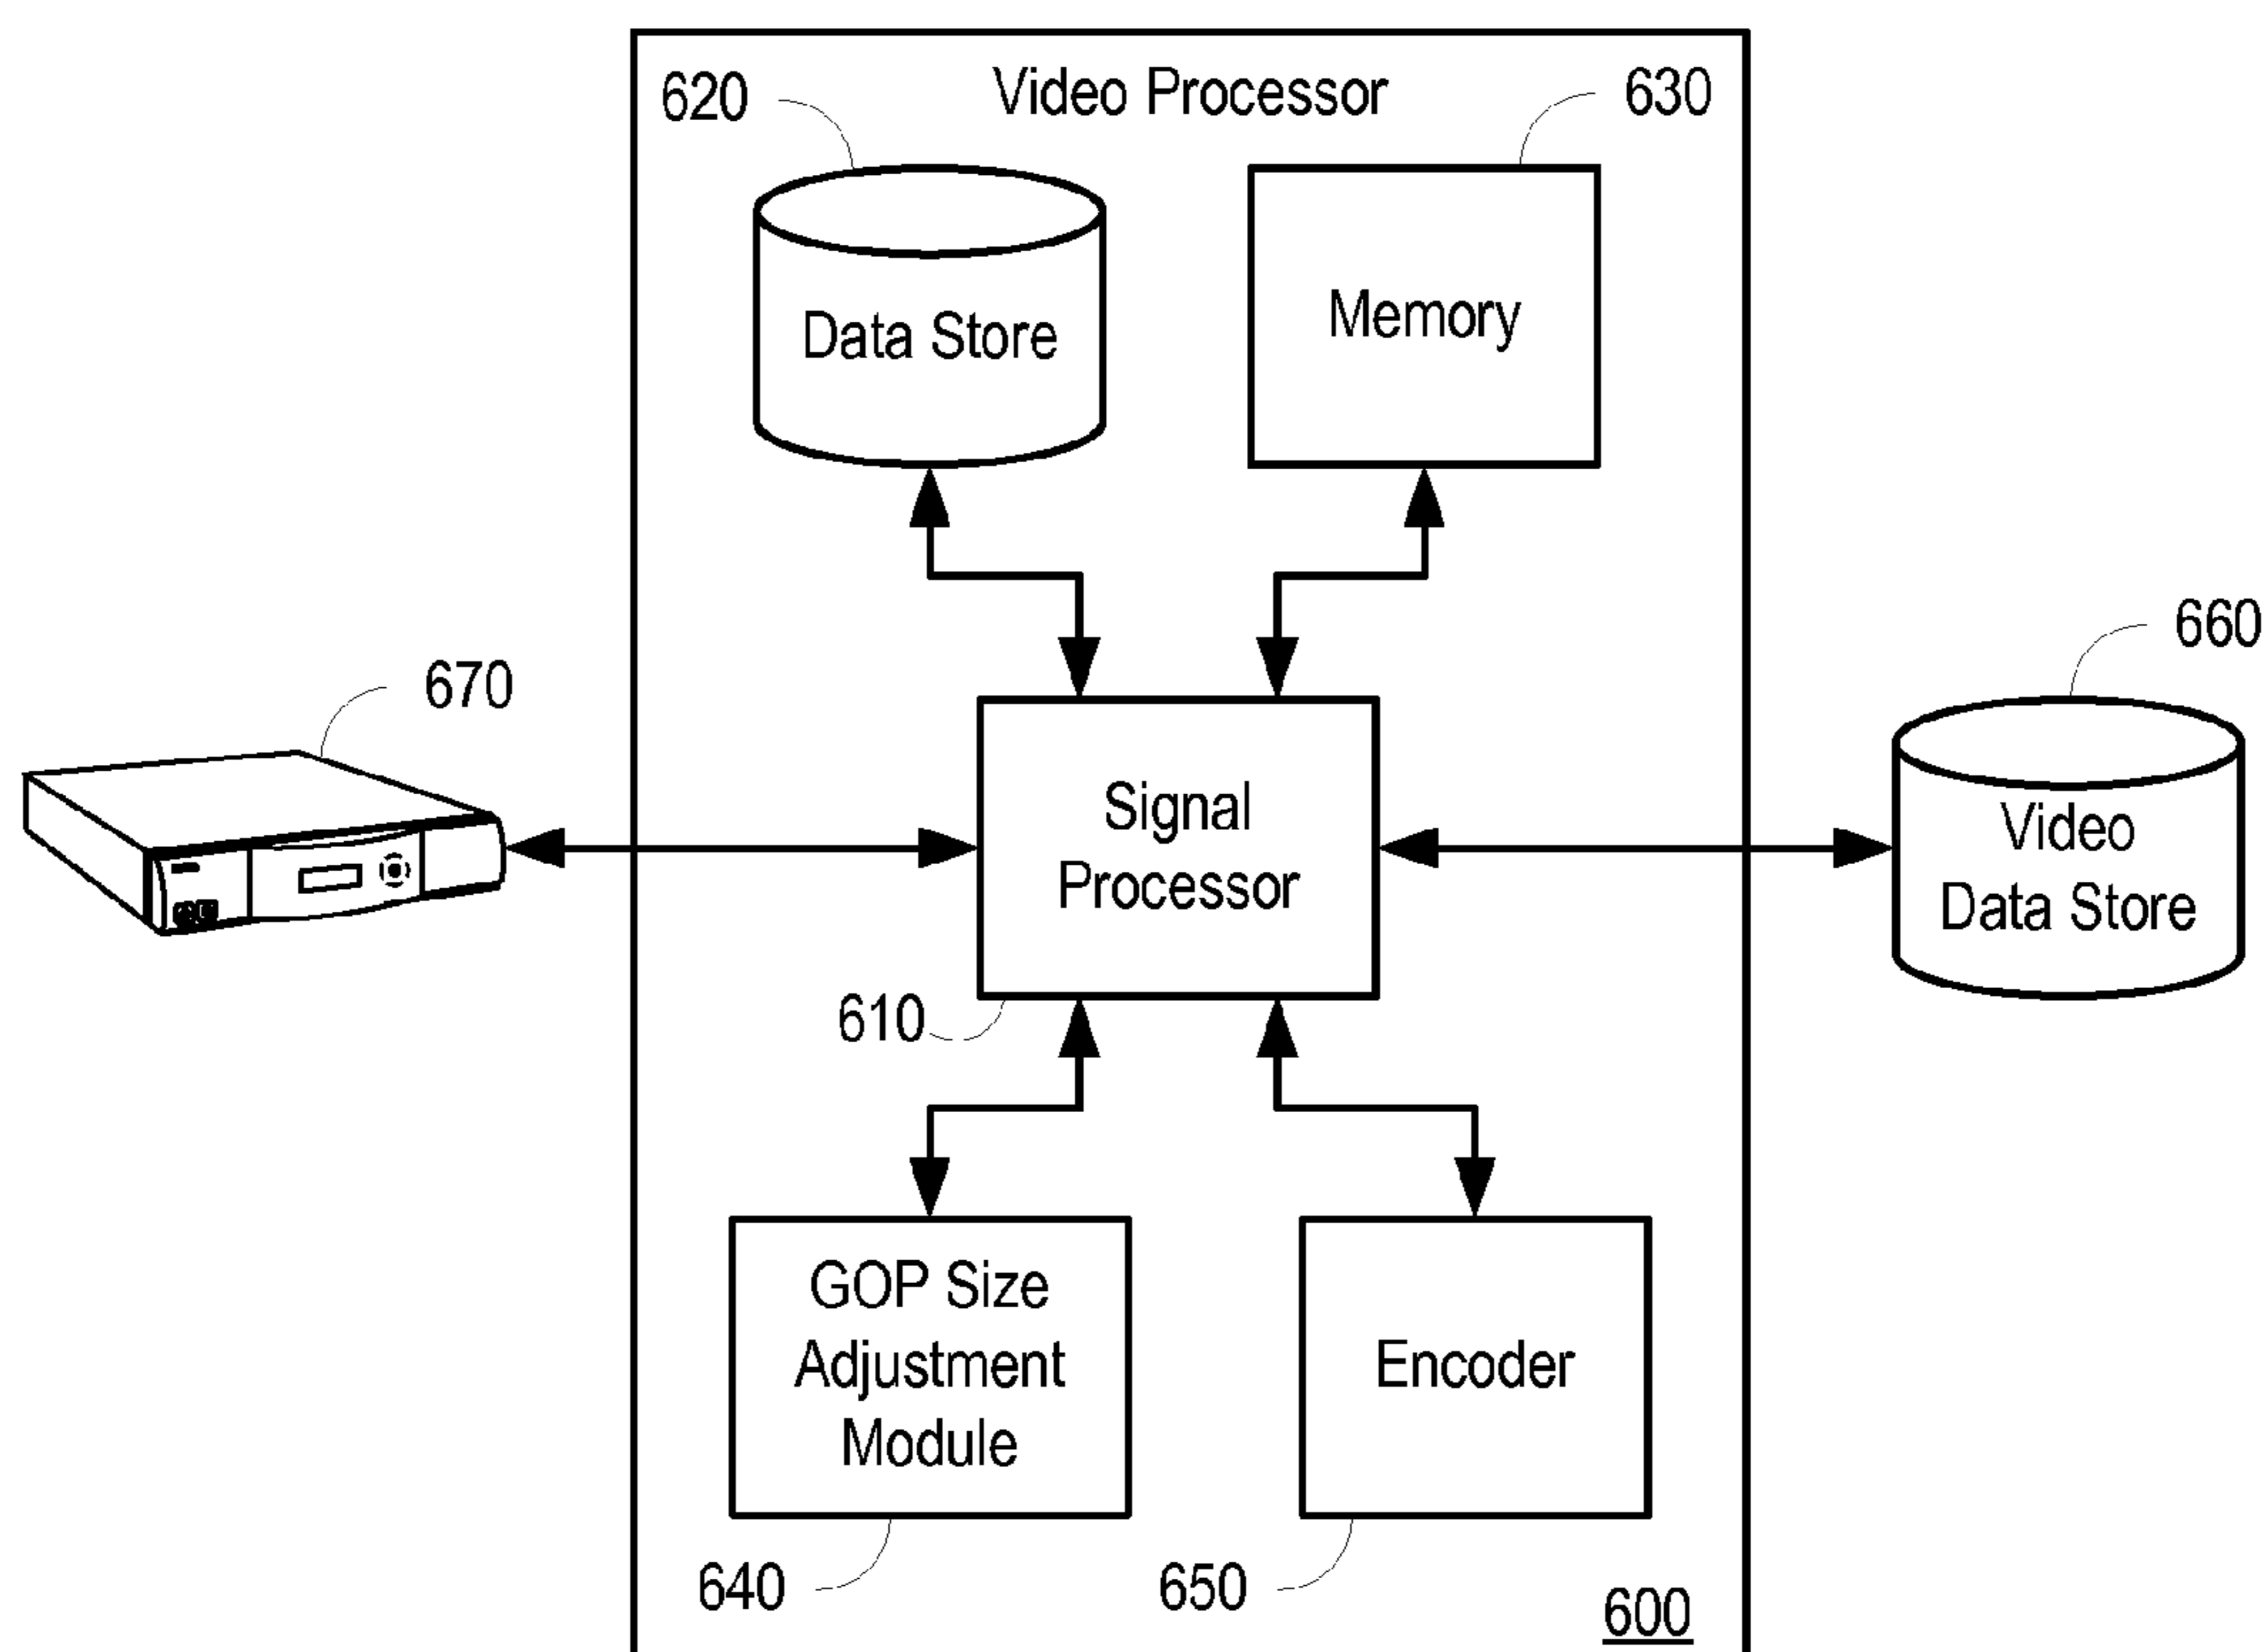 Video Processor
620
630
Data Store
Memory
660
670
Signal
Processor
Video
Data Store
610
GOP Size
Adjustment
Module
Encoder
640
650
600